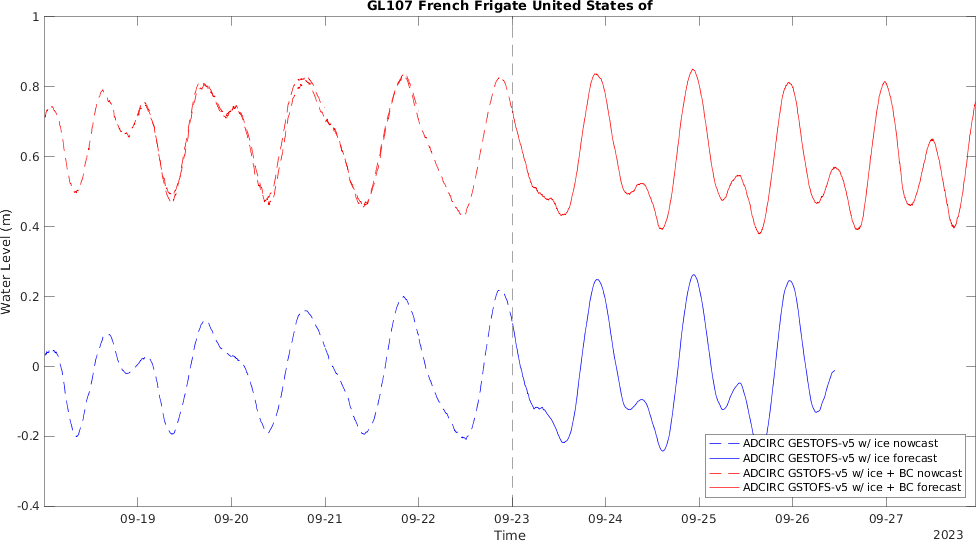 GL107 French Frigate United States of
1
0.8
0.6
0.4
0.2
0
-0.2
-0.4
Water Level (m)
ADCIRC GESTOFS-v5 w/ ice nowcast
ADCIRC GESTOFS-v5 w/ ice forecast
ADCIRC GSTOFS-v5 w/ ice + BC nowcast
ADCIRC GSTOFS-v5 w/ ice + BC forecast
09-19 09-20 09-21 09-22 09-23 09-24 09-25 09-26 09-27
Time
2023